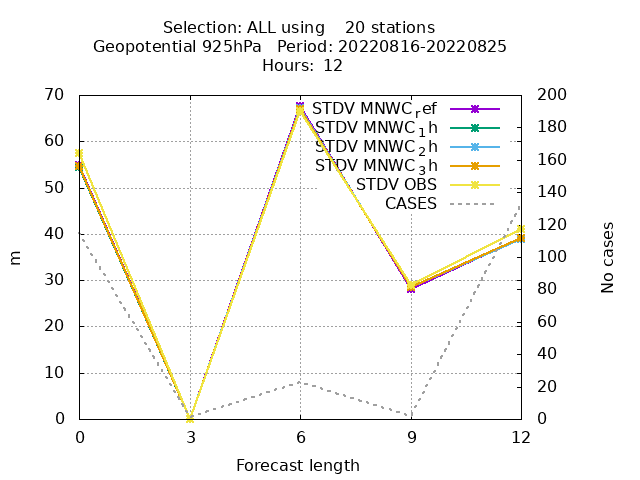 Selection: ALL using    20 stations
Geopotential 925hPa   Period: 20220816-20220825
Hours: 12
STDV MNWC_ref
STDV MNWC_1h
STDV MNWC_2h
STDV MNWC_3h
STDV OBS
CASES
70
60
50
40
30
20
10
0
m
200
180
160
140
120
100
80
60
40
20
0
No cases
0 3 6 9 12
Forecast length